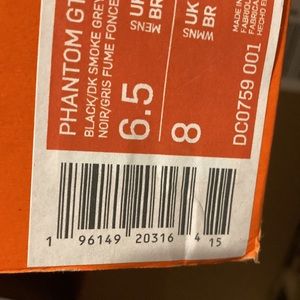 PHANTOM GT
BLACK/DK SMOKE GREY
NOIR/GRIS FUME FONCE
6.5
MENS
UK
BR
8
WMNS
UK
BR
DC0759 001
MADE IN
HECHO E
1 96149 20316 4 15